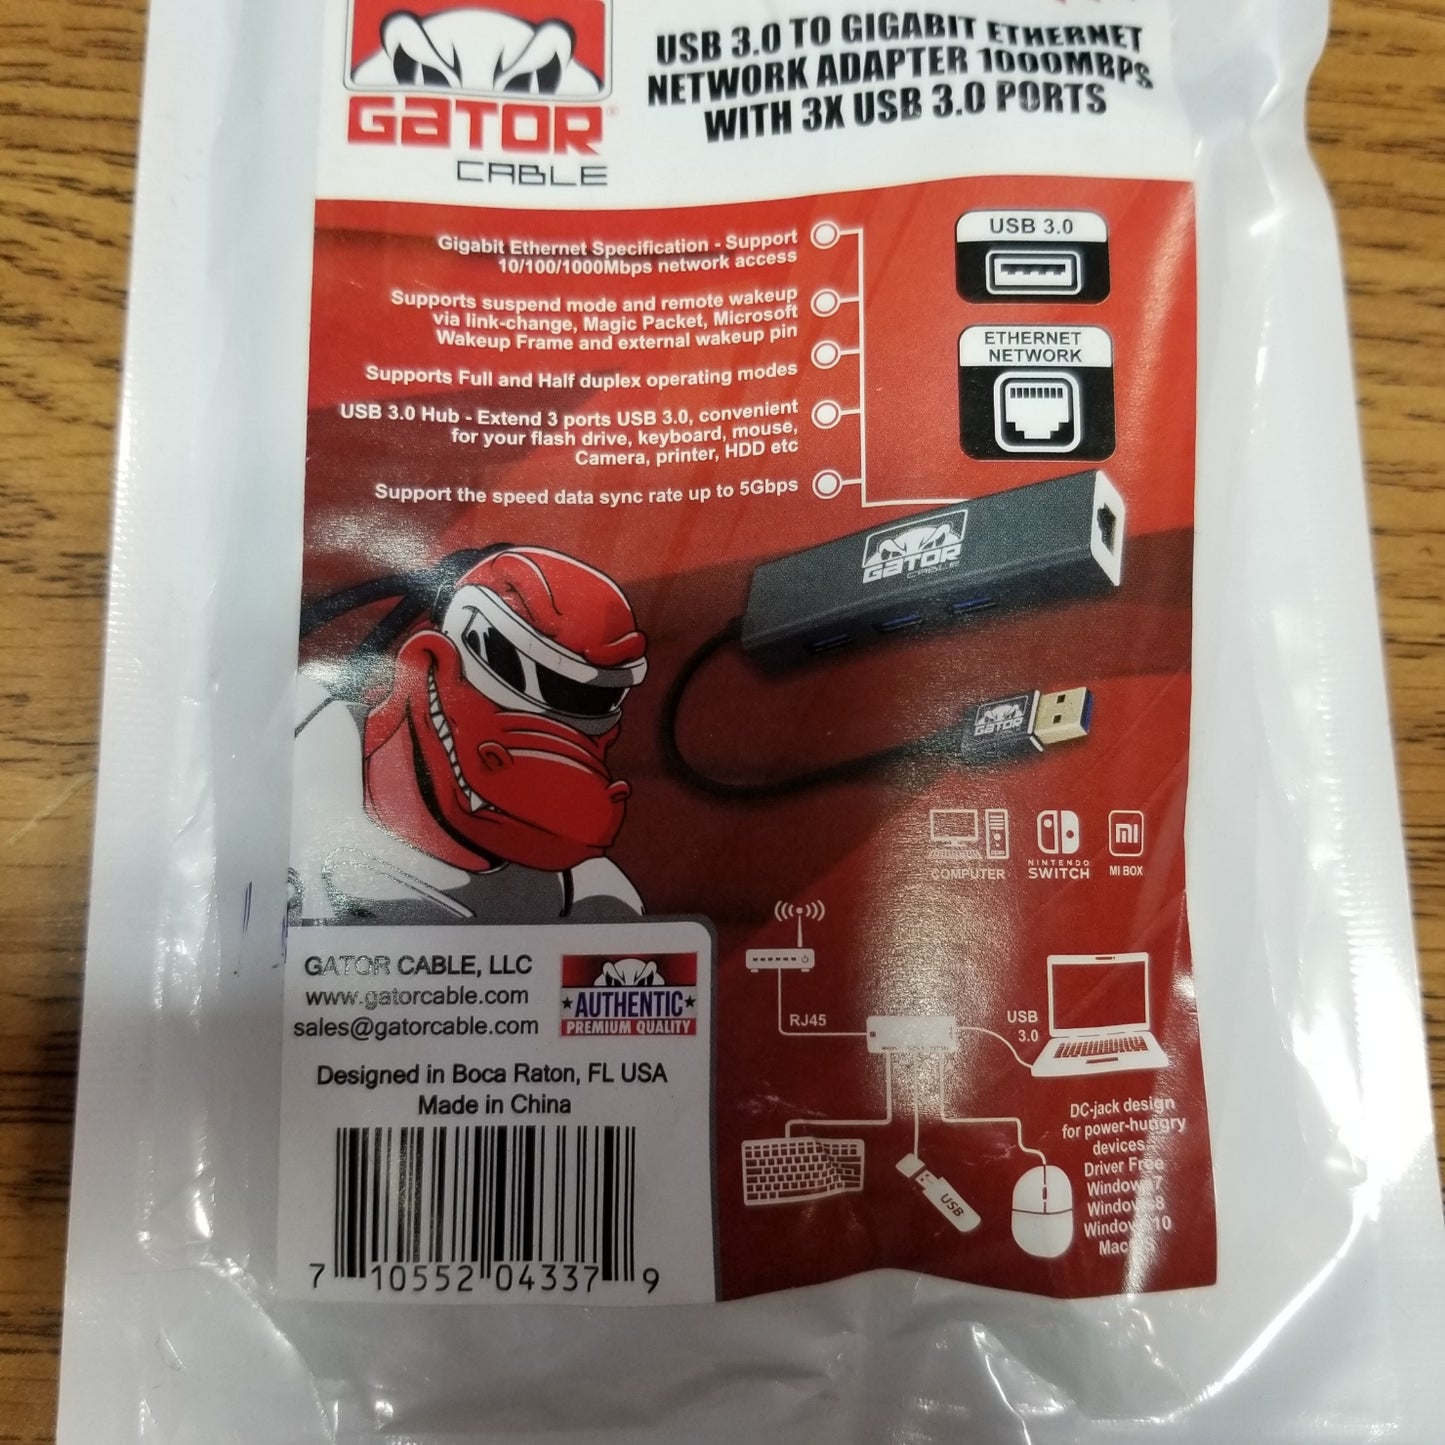 GATOR®
CABLE
USB 3.0 TO GIGABIT ETHERNET
NETWORK ADAPTER 1000MBPS
WITH 3X USB 3.0 PORTS
Gigabit Ethernet Specification - Support
10/100/1000Mbps network access
Supports suspend mode and remote wakeup
via link-change, Magic Packet, Microsoft
Wakeup Frame and external wakeup pin
Supports Full and Half duplex operating modes
USB 3.0 Hub - Extend 3 ports USB 3.0, convenient
for your flash drive, keyboard, mouse,
Camera, printer, HDD etc
Support the speed data sync rate up to 5Gbps
USB 3.0
ETHERNET
NETWORK
GATOR
CABLE
GATOR
COMPUTER
NINTENDO
SWITCH
MI
MI BOX
GATOR CABLE, LLC
www.gatorcable.com
sales@gatorcable.com
AUTHENTIC
PREMIUM QUALITY
Designed in Boca Raton, FL USA
Made in China
7 10552 04337 9
RJ45
USB
3.0
USB
DC-jack design
for power-hungry
devices
Driver Free
Window 7
Window 8
Window 10
Mac